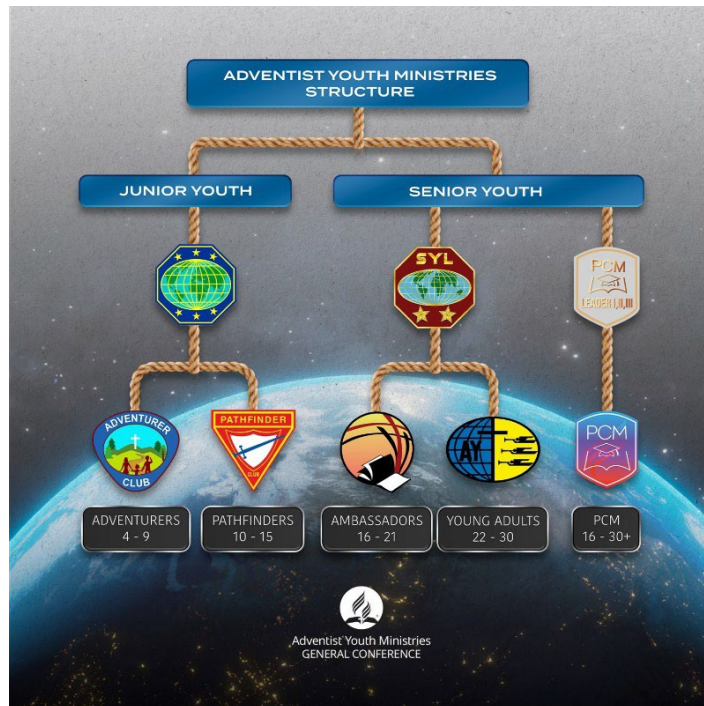 ADVENTIST YOUTH MINISTRIES
STRUCTURE
JUNIOR YOUTH
SENIOR YOUTH
SYL
PCM
LEADER I,II,III
ADVENTURER
CLUB
PATHFINDER
CLUB
AY
PCM
ADVENTURERS
4 - 9
PATHFINDERS
10 - 15
AMBASSADORS
16 - 21
YOUNG ADULTS
22 - 30
PCM
16 - 30+
Adventist Youth Ministries
GENERAL CONFERENCE